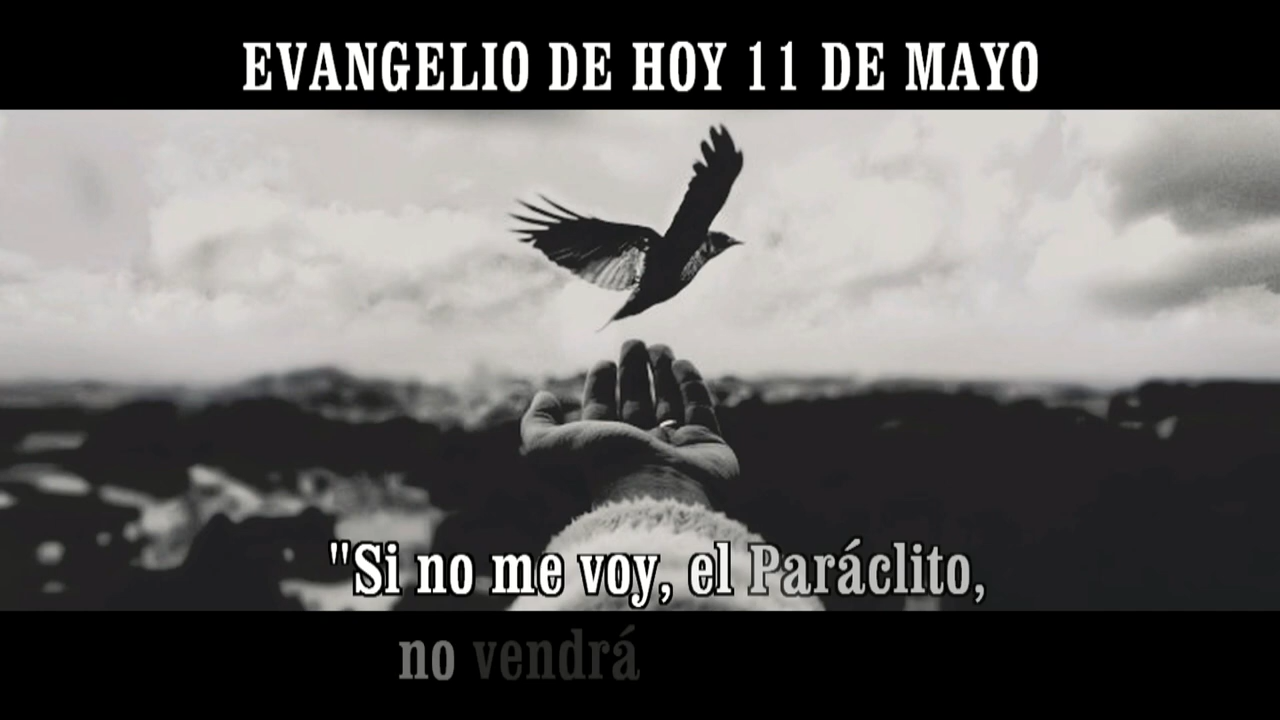 EVANGELIO DE HOY 11 DE MAYO
"Si no me voy, el Paráclito,
no vendrá